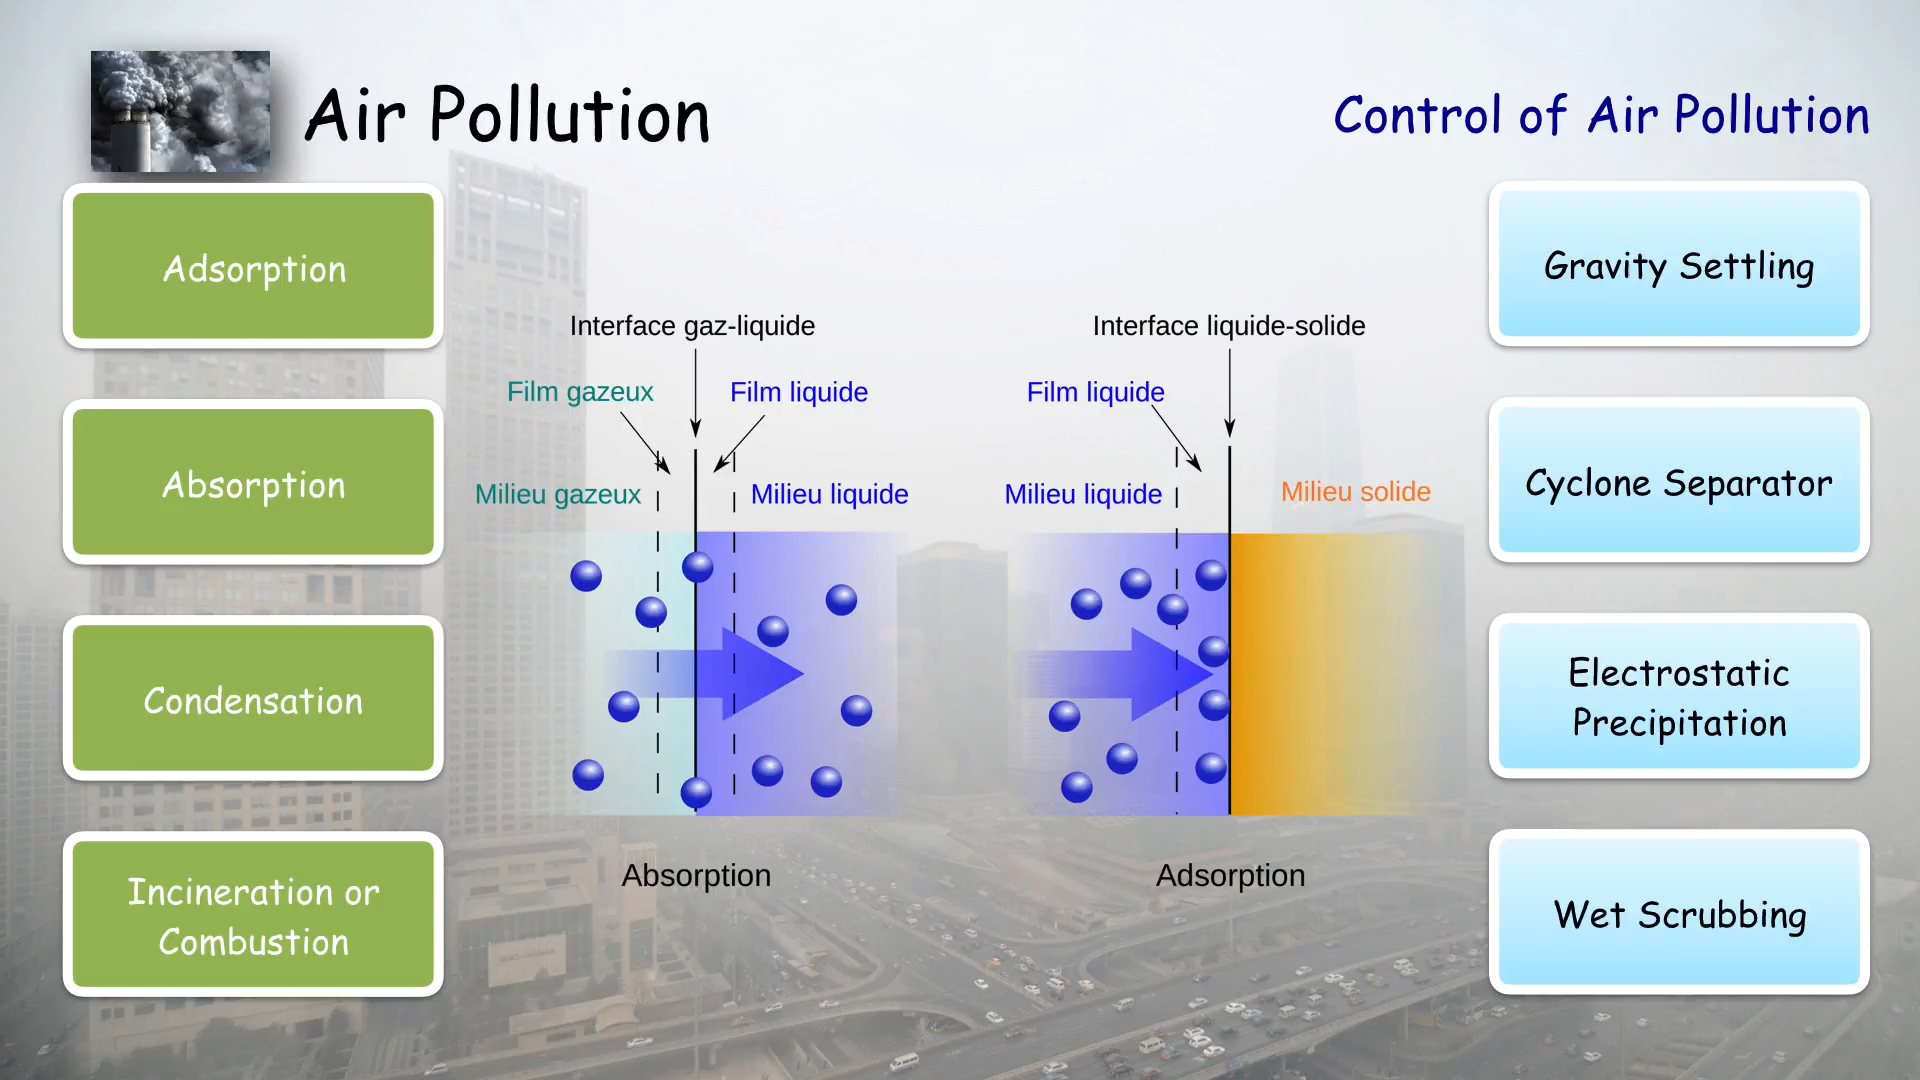 Air Pollution
Control of Air Pollution
Adsorption
Absorption
Condensation
Incineration or
Combustion
Interface gaz-liquide
Film gazeux
Film liquide
Milieu gazeux
Milieu liquide
Absorption
Interface liquide-solide
Film liquide
Milieu liquide
Milieu solide
Adsorption
Gravity Settling
Cyclone Separator
Electrostatic
Precipitation
Wet Scrubbing